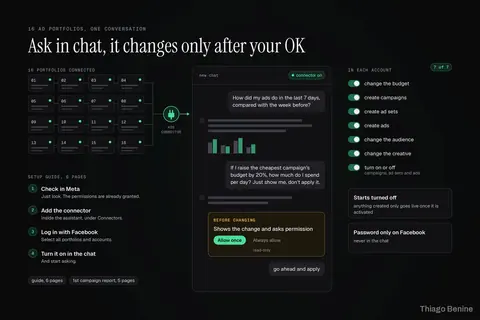 16 AD PORTFOLIOS, ONE CONVERSATION
Ask in chat, it changes only after your OK
16 PORTFOLIOS CONNECTED
01 02 03 04
05 06 07 08
09 10 11 12
13 14 15 16
ADS
CONNECTOR
SETUP GUIDE, 6 PAGES
1 Check in Meta
Just look. The permissions are already granted.
2 Add the connector
Inside the assistant, under Connectors.
3 Log in with Facebook
Select all portfolios and accounts.
4 Turn it on in the chat
And start asking.
guide, 6 pages
1st campaign report, 5 pages
new chat
connector on
How did my ads do in the last 7 days,
compared with the week before?
If I raise the cheapest campaign's
budget by 20%, how much do I spend
per day? Just show me, don't apply it.
BEFORE CHANGING
Shows the change and asks permission
Allow once
Always allow
read-only
go ahead and apply
IN EACH ACCOUNT
7 of 7
change the budget
create campaigns
create ad sets
create ads
change the audience
change the creative
turn on or off
campaigns, ad sets and ads
Starts turned off
anything created only goes live once it is
activated
Password only on Facebook
never in the chat
Thiago Benine